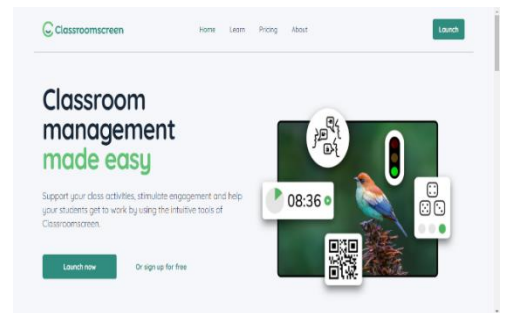 Classroomscreen
Home Learn Pricing About
Launch
Classroom
management
made easy
Support your class activities, stimulate engagement and help
your students get to work by using the intuitive tools of
Classroomscreen.
Launch now
Or sign up for free
08:36